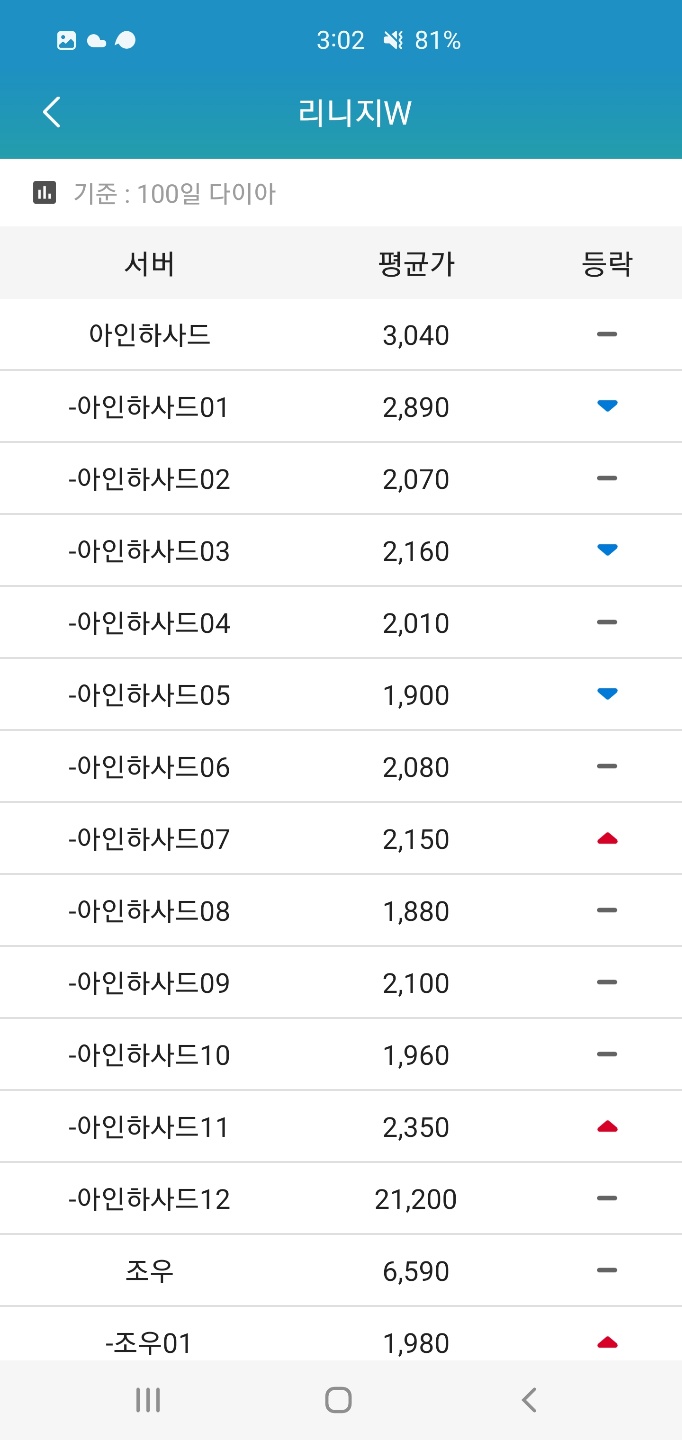 3:02 81%
리니지W
기준 : 100일 다이아
서버 평균가 등락
아인하사드 3,040
-아인하사드01 2,890
-아인하사드02 2,070
-아인하사드03 2,160
-아인하사드04 2,010
-아인하사드05 1,900
-아인하사드06 2,080
-아인하사드07 2,150
-아인하사드08 1,880
-아인하사드09 2,100
-아인하사드10 1,960
-아인하사드11 2,350
-아인하사드12 21,200
조우 6,590
-조우01 1,980